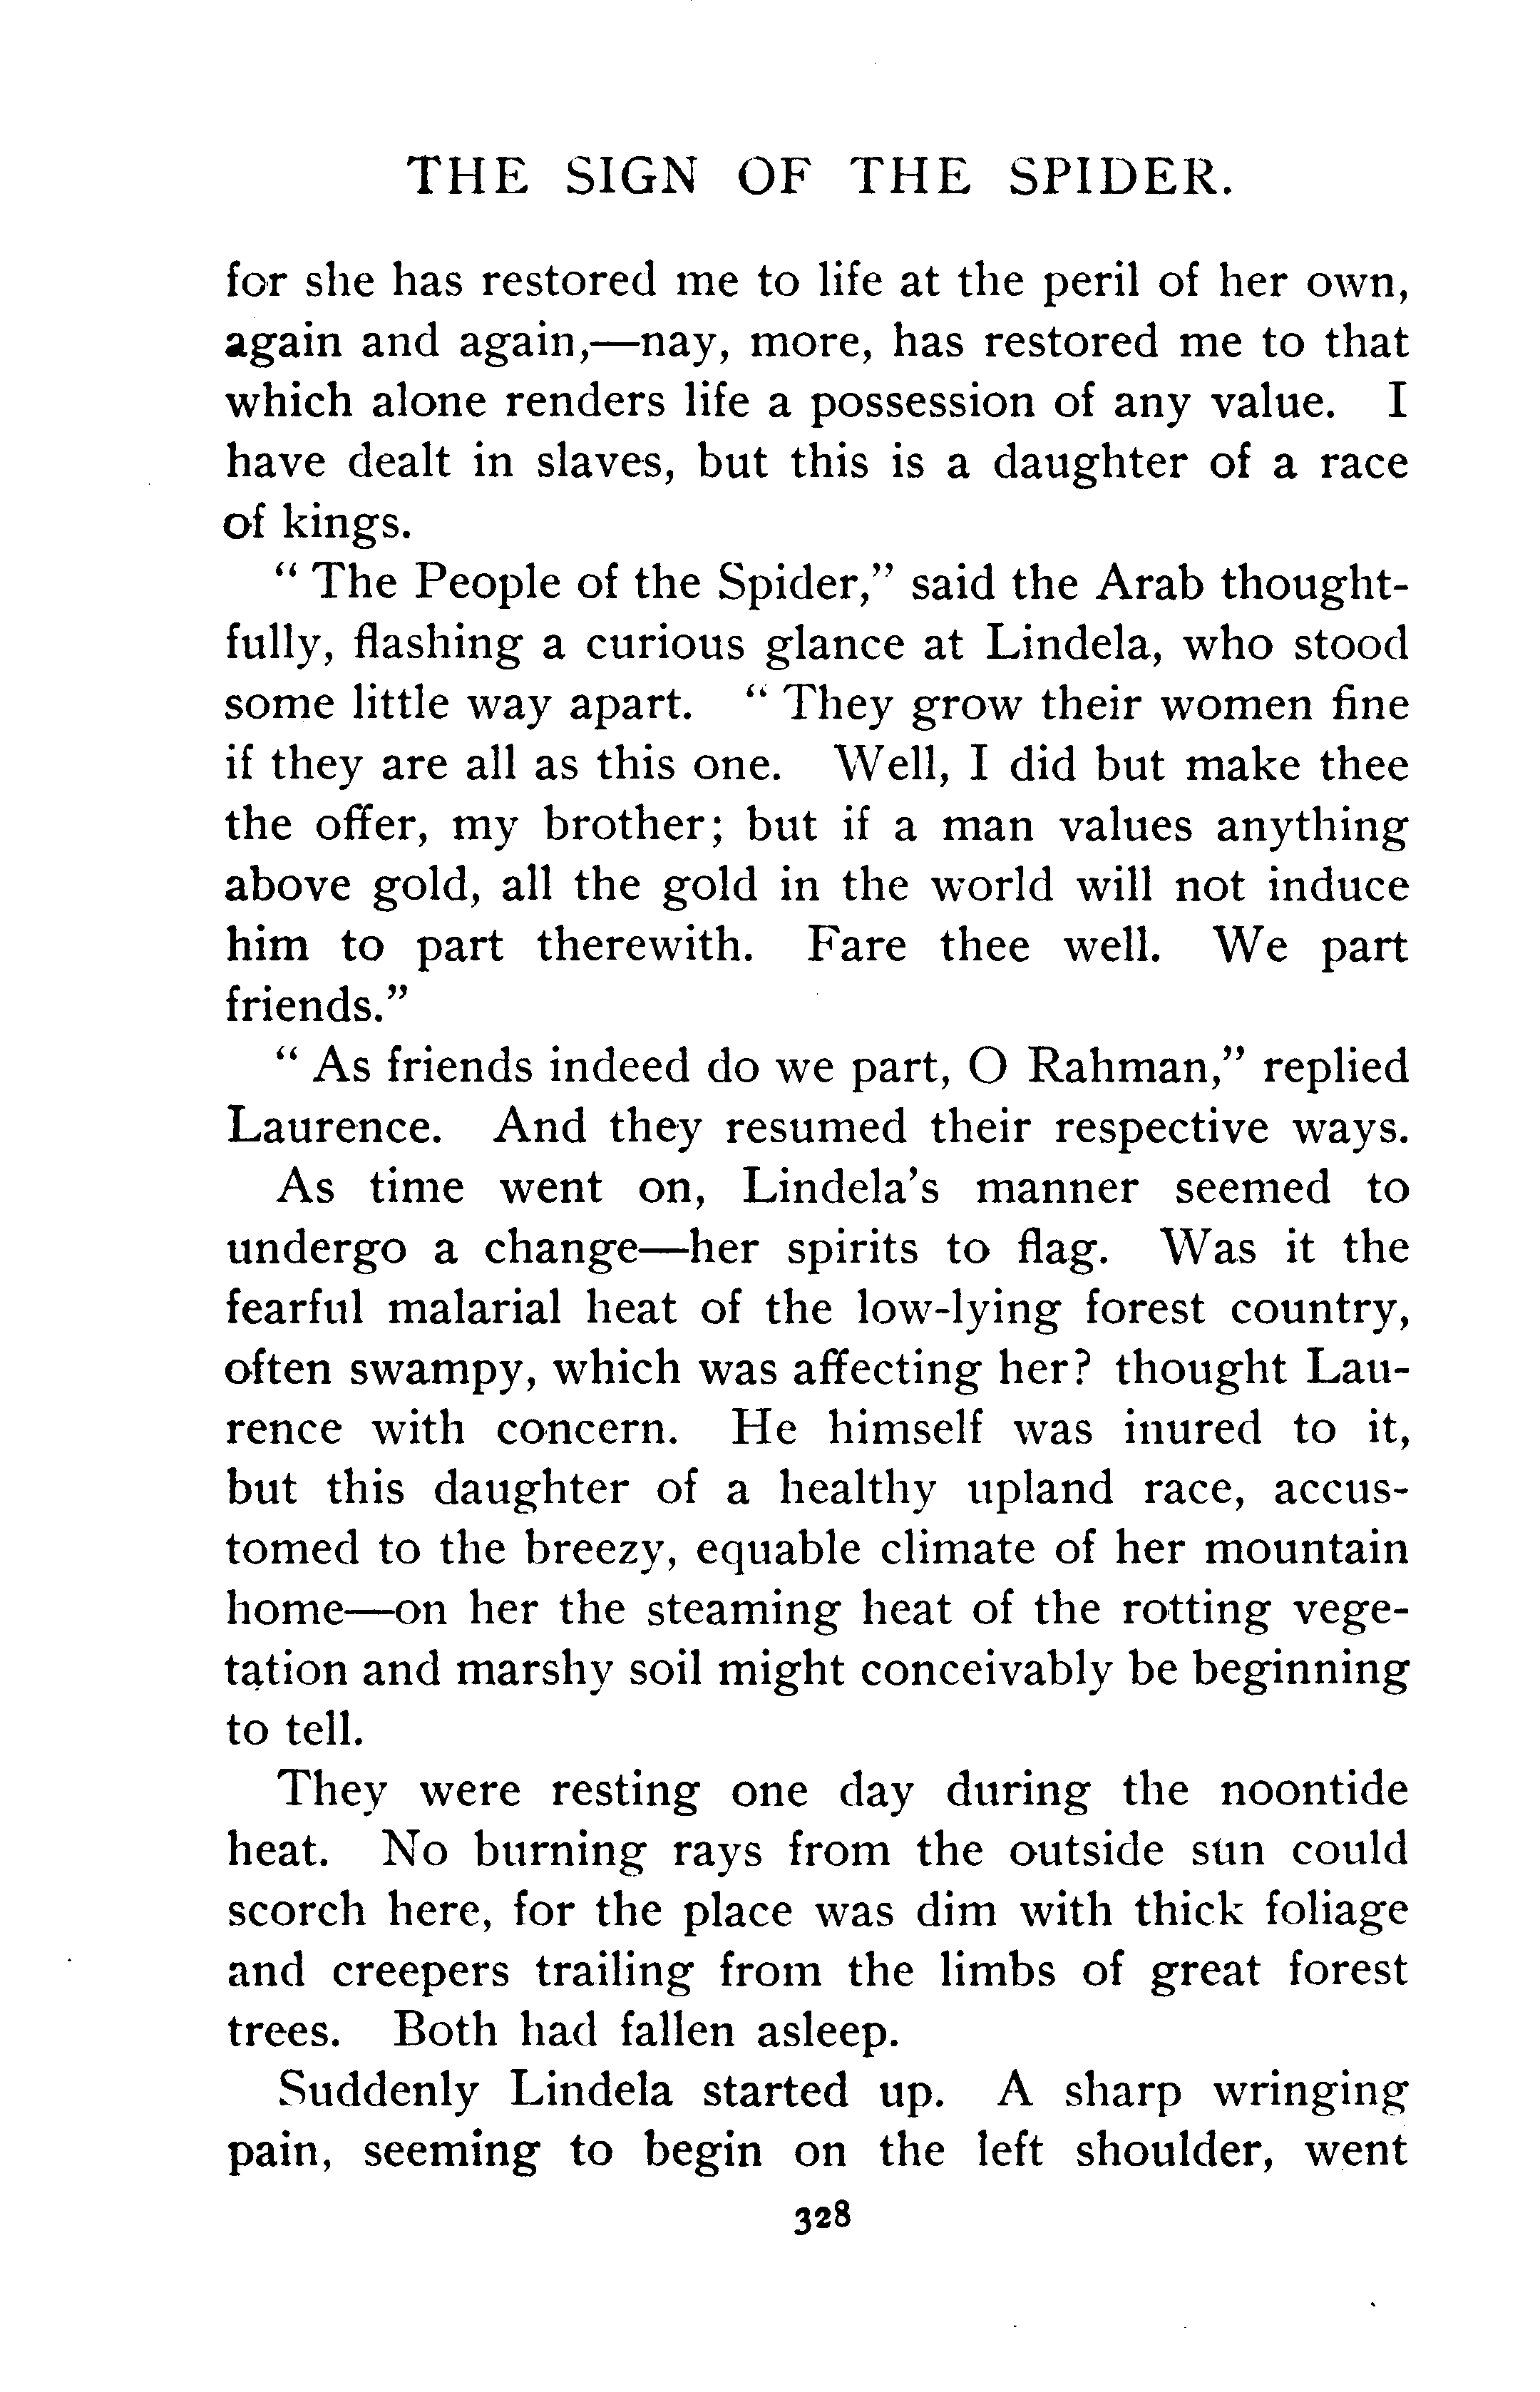 THE SIGN OF THE SPIDER.
for she has restored me to life at the peril of her own,
again and again,—nay, more, has restored me to that
which alone renders life a possession of any value. I
have dealt in slaves, but this is a daughter of a race
of kings.
“ The People of the Spider,” said the Arab thought-
fully, flashing a curious glance at Lindela, who stood
some little way apart. “ They grow their women fine
if they are all as this one. Well, I did but make thee
the offer, my brother; but if a man values anything
above gold, all the gold in the world will not induce
him to part therewith. Fare thee well. We part
friends.”
“ As friends indeed do we part, O Rahman,” replied
Laurence. And they resumed their respective ways.
As time went on, Lindela’s manner seemed to
undergo a change—her spirits to flag. Was it the
fearful malarial heat of the low-lying forest country,
often swampy, which was affecting her? thought Lau-
rence with concern. He himself was inured to it,
but this daughter of a healthy upland race, accus-
tomed to the breezy, equable climate of her mountain
home—on her the steaming heat of the rotting vege-
tation and marshy soil might conceivably be beginning
to tell.
They were resting one day during the noontide
heat. No burning rays from the outside sun could
scorch here, for the place was dim with thick foliage
and creepers trailing from the limbs of great forest
trees. Both had fallen asleep.
Suddenly Lindela started up. A sharp wringing
pain, seeming to begin on the left shoulder, went
328